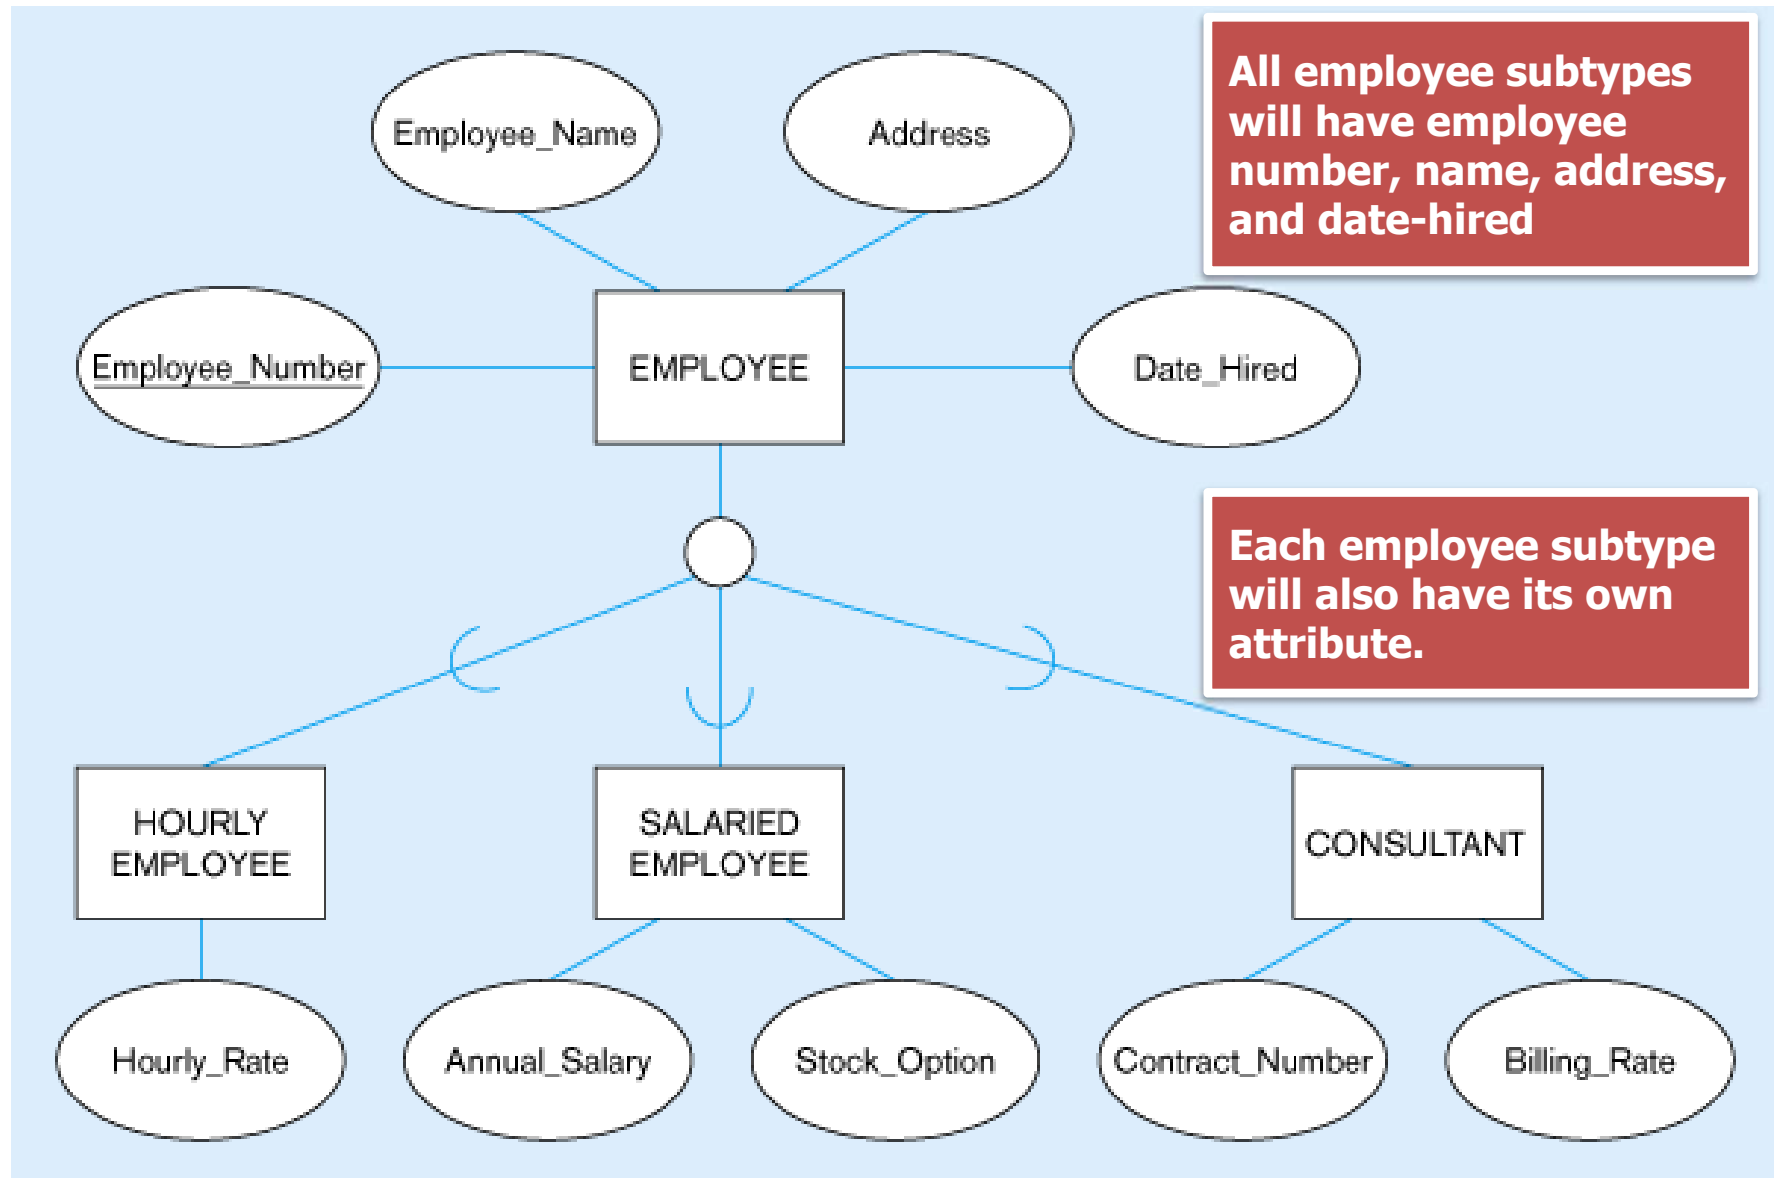 All employee subtypes
will have employee
number, name, address,
and date-hired
Employee_Name
Address
Employee_Number
EMPLOYEE
Date_Hired
Each employee subtype
will also have its own
attribute.
HOURLY
EMPLOYEE
SALARIED
EMPLOYEE
CONSULTANT
Hourly_Rate
Annual_Salary
Stock_Option
Contract_Number
Billing_Rate